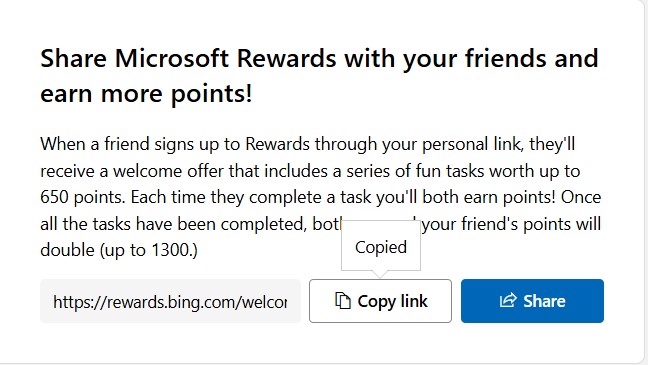 Share Microsoft Rewards with your friends and
earn more points!
When a friend signs up to Rewards through your personal link, they'll
receive a welcome offer that includes a series of fun tasks worth up to
650 points. Each time they complete a task you'll both earn points! Once
all the tasks have been completed, your friend's points will
double (up to 1300.)
Copied
https://rewards.bing.com/welcor
Copy link
Share